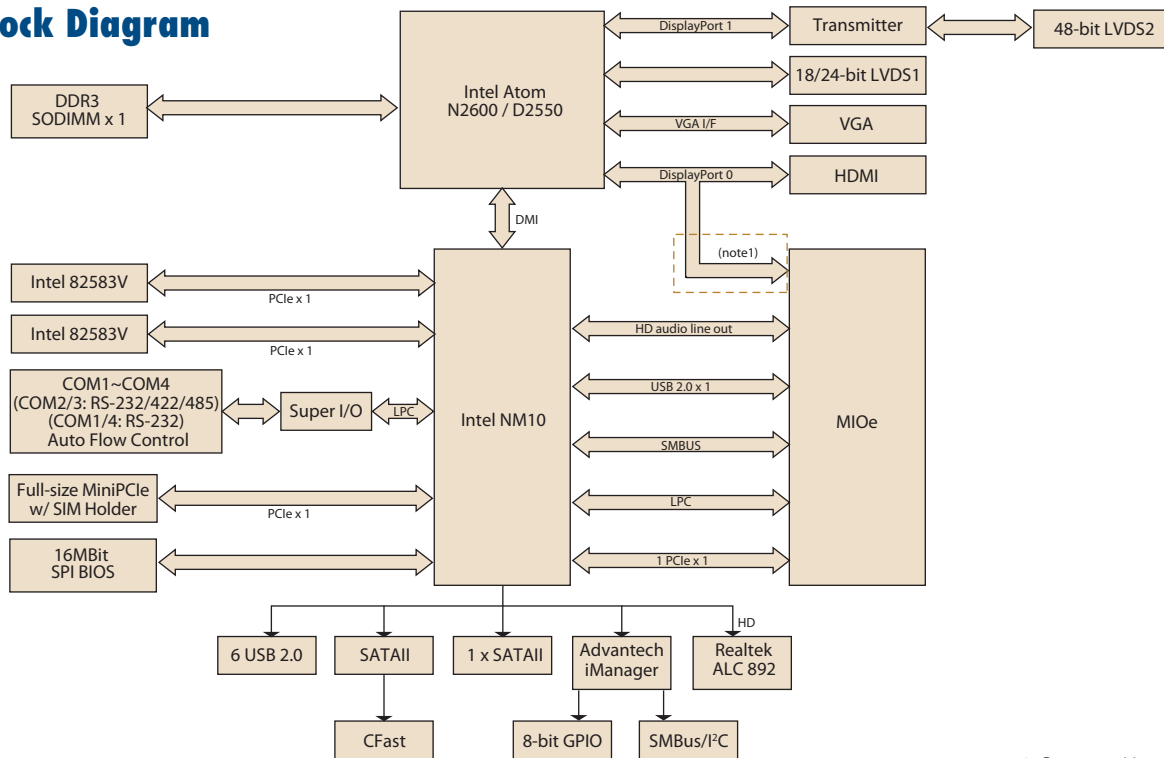 ock Diagram
DisplayPort 1
Transmitter
48-bit LVDS2
Intel Atom
N2600 / D2550
18/24-bit LVDS1
DDR3
SODIMM x 1
VGA I/F
VGA
DisplayPort 0
HDMI
DMI
(note1)
Intel 82583V
PCIe x 1
HD audio line out
Intel 82583V
PCIe x 1
COM1~COM4
(COM2/3: RS-232/422/485)
(COM1/4: RS-232)
Auto Flow Control
Super I/O
LPC
Intel NM10
USB 2.0 x 1
MIOe
SMBUS
Full-size MiniPCIe
w/ SIM Holder
PCIe x 1
LPC
16MBit
SPI BIOS
1 PCIe x 1
HD
6 USB 2.0
SATAII
1 x SATAII
Advantech
iManager
Realtek
ALC 892
CFast
8-bit GPIO
SMBus/I²C